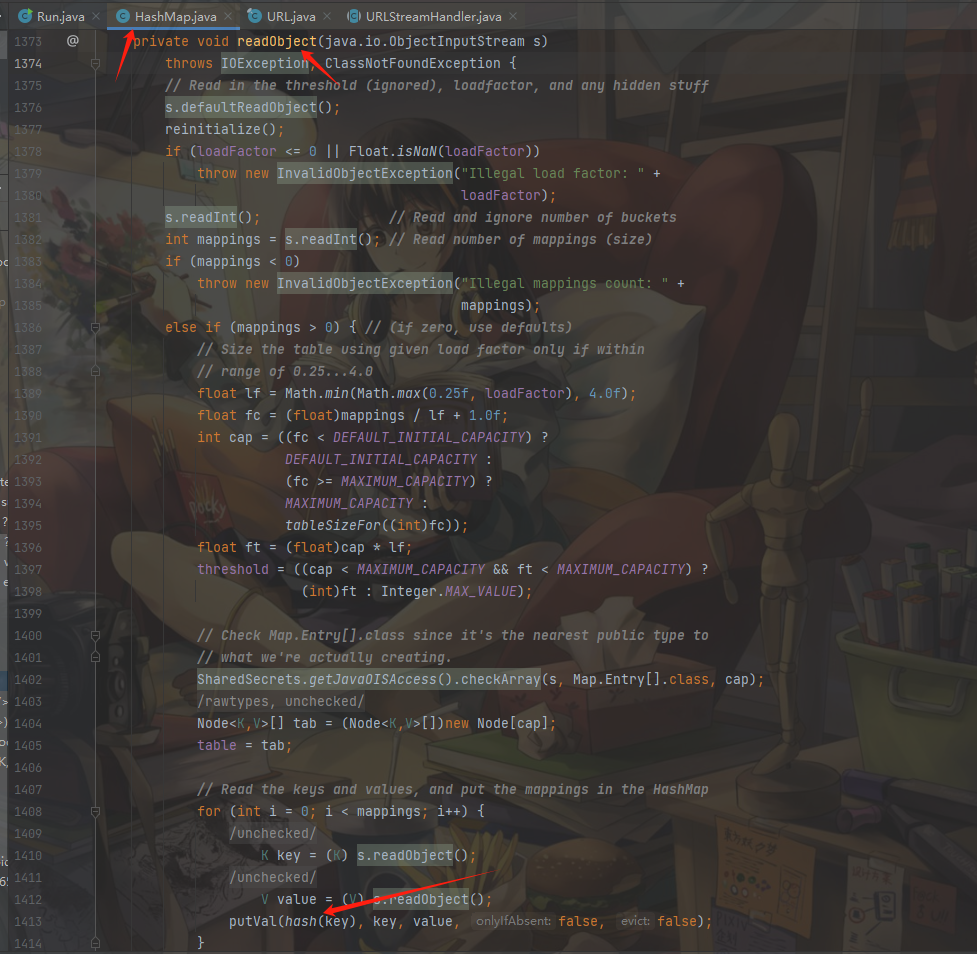 Run.java × HashMap.java × URL.java × URLStreamHandler.java ×
1373 @ private void readObject(java.io.ObjectInputStream s)
1374 throws IOException, ClassNotFoundException {
1375 // Read in the threshold (ignored), loadfactor, and any hidden stuff
1376 s.defaultReadObject();
1377 reinitialize();
1378 if (loadFactor <= 0 || Float.isNaN(loadFactor))
1379 throw new InvalidObjectException("Illegal load factor: " +
1380 loadFactor);
1381 s.readInt(); // Read and ignore number of buckets
1382 int mappings = s.readInt(); // Read number of mappings (size)
1383 if (mappings < 0)
1384 throw new InvalidObjectException("Illegal mappings count: " +
1385 mappings);
1386 else if (mappings > 0) { // (if zero, use defaults)
1387 // Size the table using given load factor only if within
1388 // range of 0.25...4.0
1389 float lf = Math.min(Math.max(0.25f, loadFactor), 4.0f);
1390 float fc = (float)mappings / lf + 1.0f;
1391 int cap = ((fc < DEFAULT_INITIAL_CAPACITY) ?
1392 DEFAULT_INITIAL_CAPACITY :
1393 (fc >= MAXIMUM_CAPACITY) ?
1394 MAXIMUM_CAPACITY :
1395 tableSizeFor((int)fc));
1396 float ft = (float)cap * lf;
1397 threshold = ((cap < MAXIMUM_CAPACITY && ft < MAXIMUM_CAPACITY) ?
1398 (int)ft : Integer.MAX_VALUE);
1399
1400 // Check Map.Entry[].class since it's the nearest public type to
1401 // what we're actually creating.
1402 SharedSecrets.getJavaOISAccess().checkArray(s, Map.Entry[].class, cap);
1403 /rawtypes, unchecked/
1404 Node<K,V>[] tab = (Node<K,V>[])new Node[cap];
1405 table = tab;
1406
1407 // Read the keys and values, and put the mappings in the HashMap
1408 for (int i = 0; i < mappings; i++) {
1409 /unchecked/
1410 K key = (K) s.readObject();
1411 /unchecked/
1412 V value = (V) s.readObject();
1413 putVal(hash(key), key, value, onlyIfAbsent: false, evict: false);
1414 }